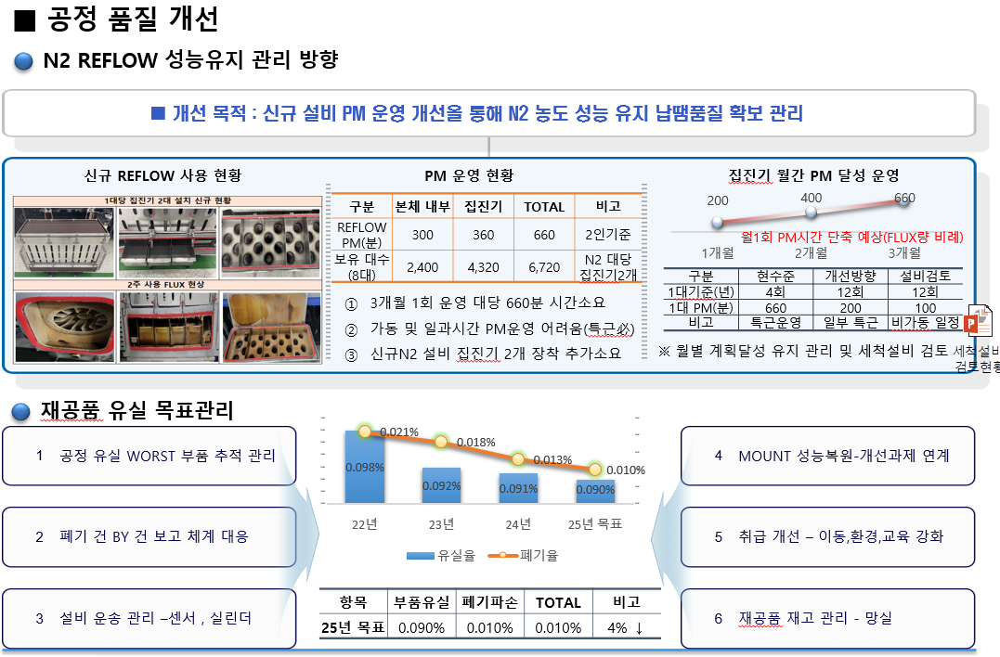 ■ 공정 품질 개선
N2 REFLOW 성능유지 관리 방향
■ 개선 목적 : 신규 설비 PM 운영 개선을 통해 N2 농도 성능 유지 납땜품질 확보 관리
신규 REFLOW 사용 현황
1대당 집진기 2대 설치 신규 현황
2주 사용 FLUX 현상
PM 운영 현황
구분 본체 내부 집진기 TOTAL 비고
REFLOW PM(분) 300 360 660 2인기준
보유 대수 (8대) 2,400 4,320 6,720 N2 대당 집진기2개
① 3개월 1회 운영 대당 660분 시간소요
② 가동 및 일과시간 PM운영 어려움(특근必)
③ 신규N2 설비 집진기 2개 장착 추가소요
집진기 월간 PM 달성 운영
200 400 660
월1회 PM시간 단축 예상(FLUX량 비례)
1개월 2개월 3개월
구분 현수준 개선방향 설비검토
1대기준(년) 4회 12회 12회
1대 PM(분) 660 200 100
비고 특근운영 일부 특근 비가동 일정
※ 월별 계획달성 유지 관리 및 세척설비 검토
세척설비
검토현황
재공품 유실 목표관리
1 공정 유실 WORST 부품 추적 관리
2 폐기 건 BY 건 보고 체계 대응
3 설비 운송 관리 –센서 , 실린더
0.021% 0.018% 0.013% 0.010%
0.098% 0.092% 0.091% 0.090%
22년 23년 24년 25년 목표
유실율 폐기율
항목 부품유실 폐기파손 TOTAL 비고
25년 목표 0.090% 0.010% 0.010% 4% ↓
4 MOUNT 성능복원-개선과제 연계
5 취급 개선 – 이동,환경,교육 강화
6 재공품 재고 관리 - 망실